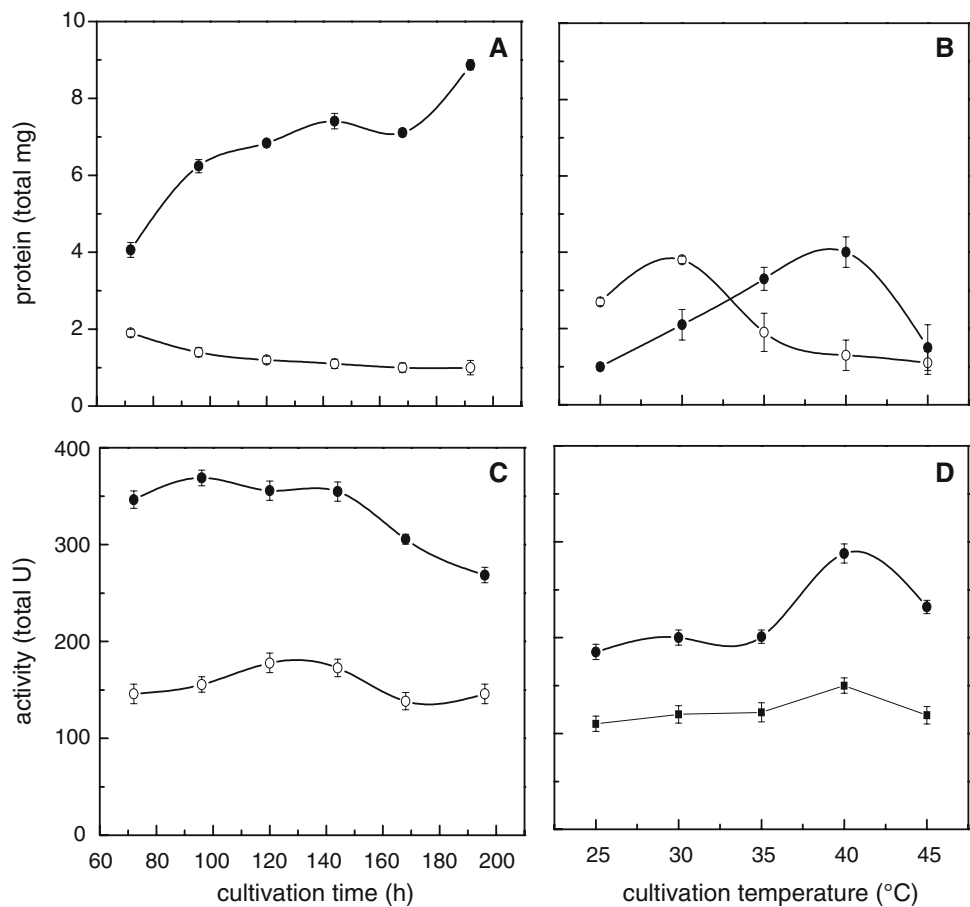 10
8
6
4
2
0
protein (total mg)
A
B
400
300
200
100
0
activity (total U)
C
D
60 80 100 120 140 160 180 200
25 30 35 40 45
cultivation time (h)
cultivation temperature (°C)